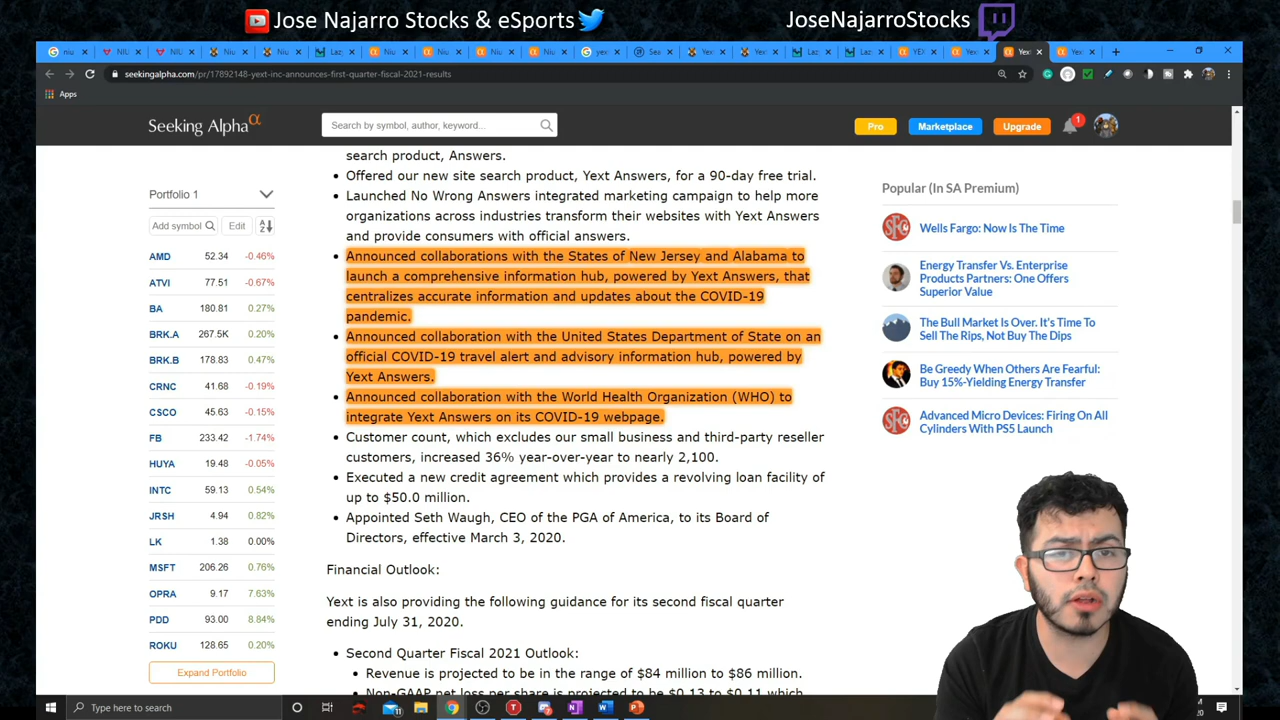 Jose Najarro Stocks & eSports
JoseNajarroStocks
seekingalpha.com/pr/17892148-yext-inc-announces-first-quarter-fiscal-2021-results
Apps
Seeking Alpha α
Search by symbol, author, keyword...
Pro
Marketplace
Upgrade
1
Portfolio 1
Add symbol
Edit
AMD 52.34 -0.46%
ATVI 77.51 -0.67%
BA 180.81 0.27%
BRK.A 267.5K 0.20%
BRK.B 178.83 0.47%
CRNC 41.68 -0.19%
CSCO 45.63 -0.15%
FB 233.42 -1.74%
HUYA 19.48 -0.05%
INTC 59.13 0.54%
JRSH 4.94 0.82%
LK 1.38 0.00%
MSFT 206.26 0.76%
OPRA 9.17 7.63%
PDD 93.00 8.84%
ROKU 128.65 0.20%
Expand Portfolio
search product, Answers.
• Offered our new site search product, Yext Answers, for a 90-day free trial.
• Launched No Wrong Answers integrated marketing campaign to help more
organizations across industries transform their websites with Yext Answers
and provide consumers with official answers.
• Announced collaborations with the States of New Jersey and Alabama to
launch a comprehensive information hub, powered by Yext Answers, that
centralizes accurate information and updates about the COVID-19
pandemic.
• Announced collaboration with the United States Department of State on an
official COVID-19 travel alert and advisory information hub, powered by
Yext Answers.
• Announced collaboration with the World Health Organization (WHO) to
integrate Yext Answers on its COVID-19 webpage.
• Customer count, which excludes our small business and third-party reseller
customers, increased 36% year-over-year to nearly 2,100.
• Executed a new credit agreement which provides a revolving loan facility of
up to $50.0 million.
• Appointed Seth Waugh, CEO of the PGA of America, to its Board of
Directors, effective March 3, 2020.
Financial Outlook:
Yext is also providing the following guidance for its second fiscal quarter
ending July 31, 2020.
• Second Quarter Fiscal 2021 Outlook:
• Revenue is projected to be in the range of $84 million to $86 million.
• Non-GAAP net loss per share is projected to be $0.13 to $0.11 which
Popular (In SA Premium)
Wells Fargo: Now Is The Time
Energy Transfer Vs. Enterprise
Products Partners: One Offers
Superior Value
The Bull Market Is Over. It's Time To
Sell The Rips, Not Buy The Dips
Be Greedy When Others Are Fearful:
Buy 15%-Yielding Energy Transfer
Advanced Micro Devices: Firing On All
Cylinders With PS5 Launch
Type here to search